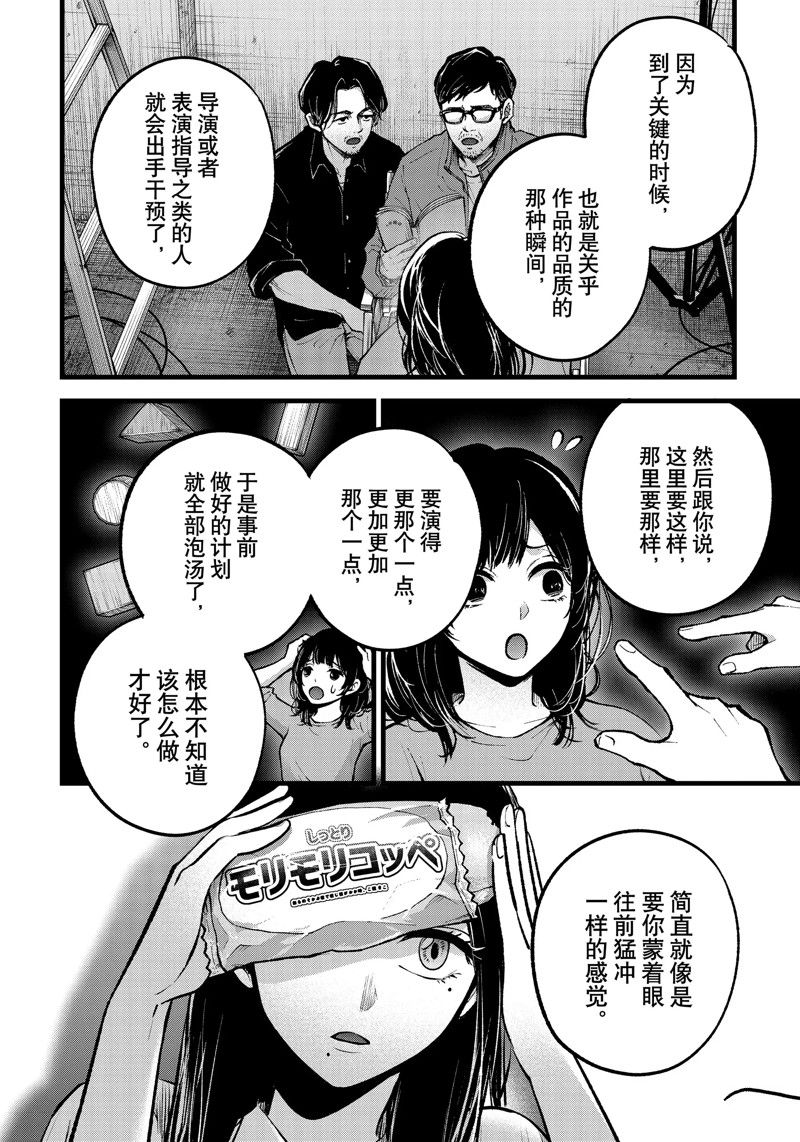 因为
到了关键的时候，
也就是关乎
作品的品质的
那种瞬间，
导演或者
表演指导之类的人
就会出手干预了，
然后跟你说，
这里要这样，
那里要那样，
要演得
更那个一点，
更加更加
那个一点，
于是事前
做好的计划
就全部泡汤了，
根本不知道
该怎么做
才好了。
しっとり
モリモリコッペ
简直就像是
要你蒙着眼
往前猛冲
一样的感觉。